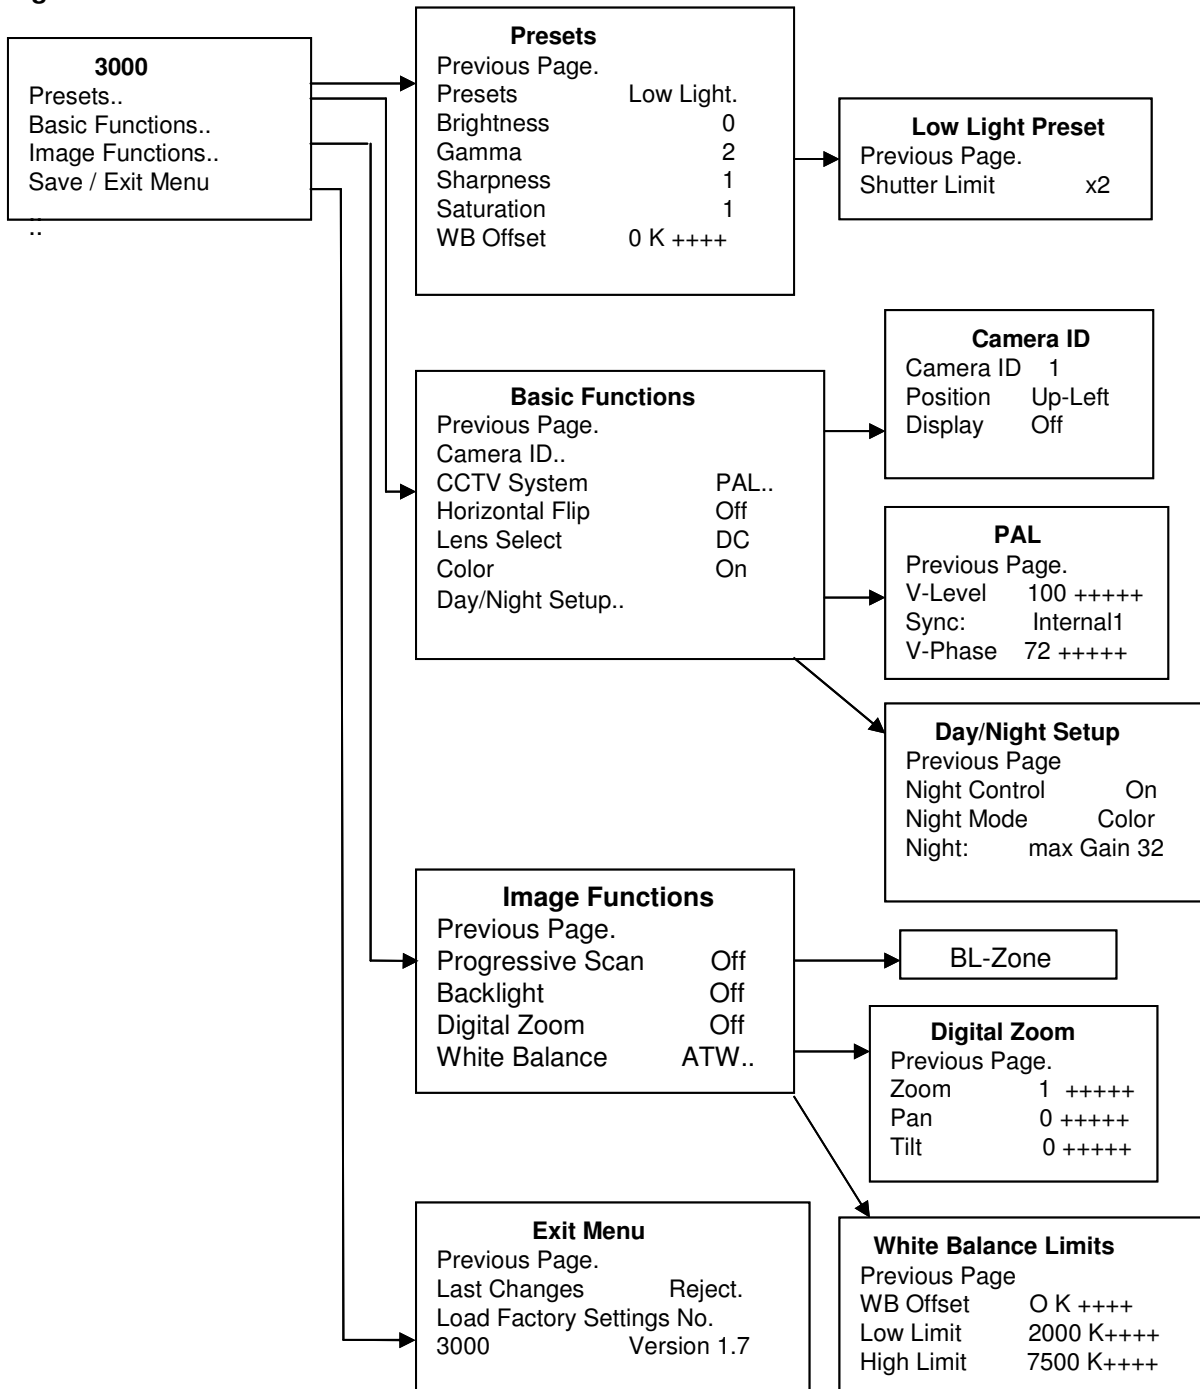 3000
Presets..
Basic Functions..
Image Functions..
Save / Exit Menu
..
..
Presets
Previous Page.
Presets Low Light.
Brightness 0
Gamma 2
Sharpness 1
Saturation 1
WB Offset 0 K ++++
Low Light Preset
Previous Page.
Shutter Limit x2
Basic Functions
Previous Page.
Camera ID..
CCTV System PAL..
Horizontal Flip Off
Lens Select DC
Color On
Day/Night Setup..
Camera ID
Camera ID 1
Position Up-Left
Display Off
PAL
Previous Page.
V-Level 100 +++++
Sync: Internal1
V-Phase 72 +++++
Day/Night Setup
Previous Page
Night Control On
Night Mode Color
Night: max Gain 32
Image Functions
Previous Page.
Progressive Scan Off
Backlight Off
Digital Zoom Off
White Balance ATW..
BL-Zone
Digital Zoom
Previous Page.
Zoom 1 +++++
Pan 0 +++++
Tilt 0 +++++
Exit Menu
Previous Page.
Last Changes Reject.
Load Factory Settings No.
3000 Version 1.7
White Balance Limits
Previous Page
WB Offset O K ++++
Low Limit 2000 K++++
High Limit 7500 K++++